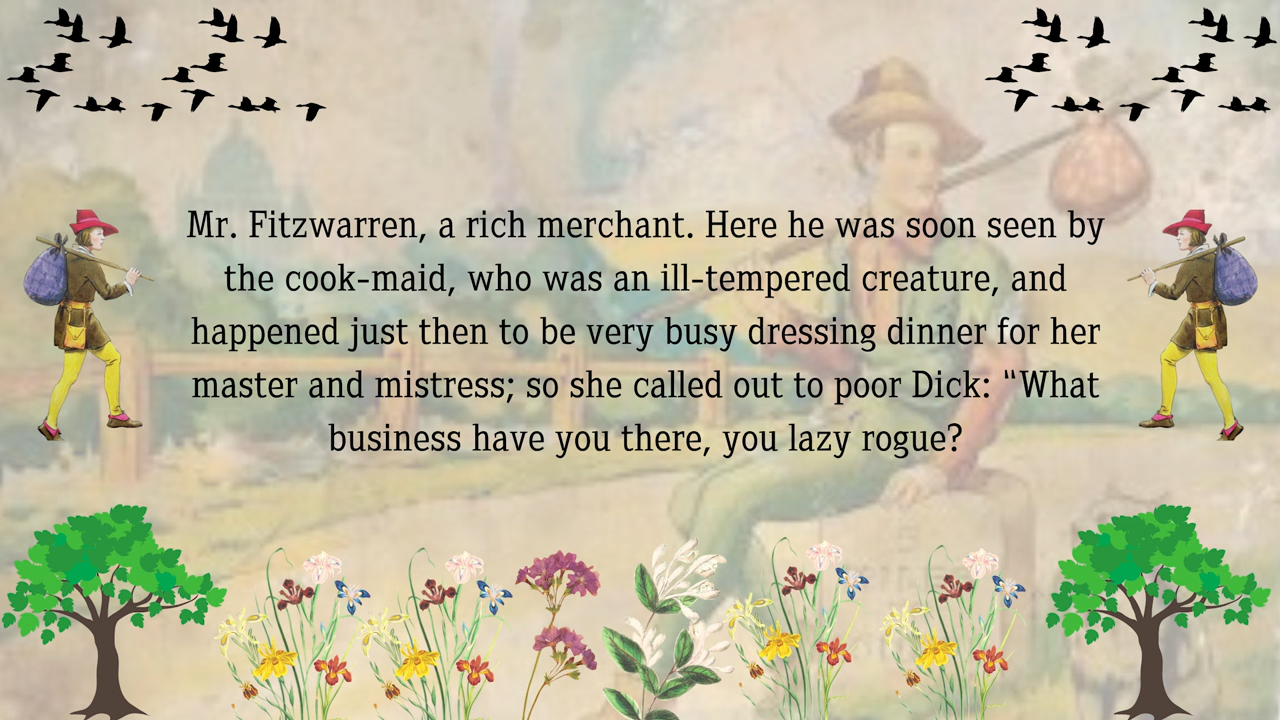 Mr. Fitzwarren, a rich merchant. Here he was soon seen by
the cook-maid, who was an ill-tempered creature, and
happened just then to be very busy dressing dinner for her
master and mistress; so she called out to poor Dick: "What
business have you there, you lazy rogue?